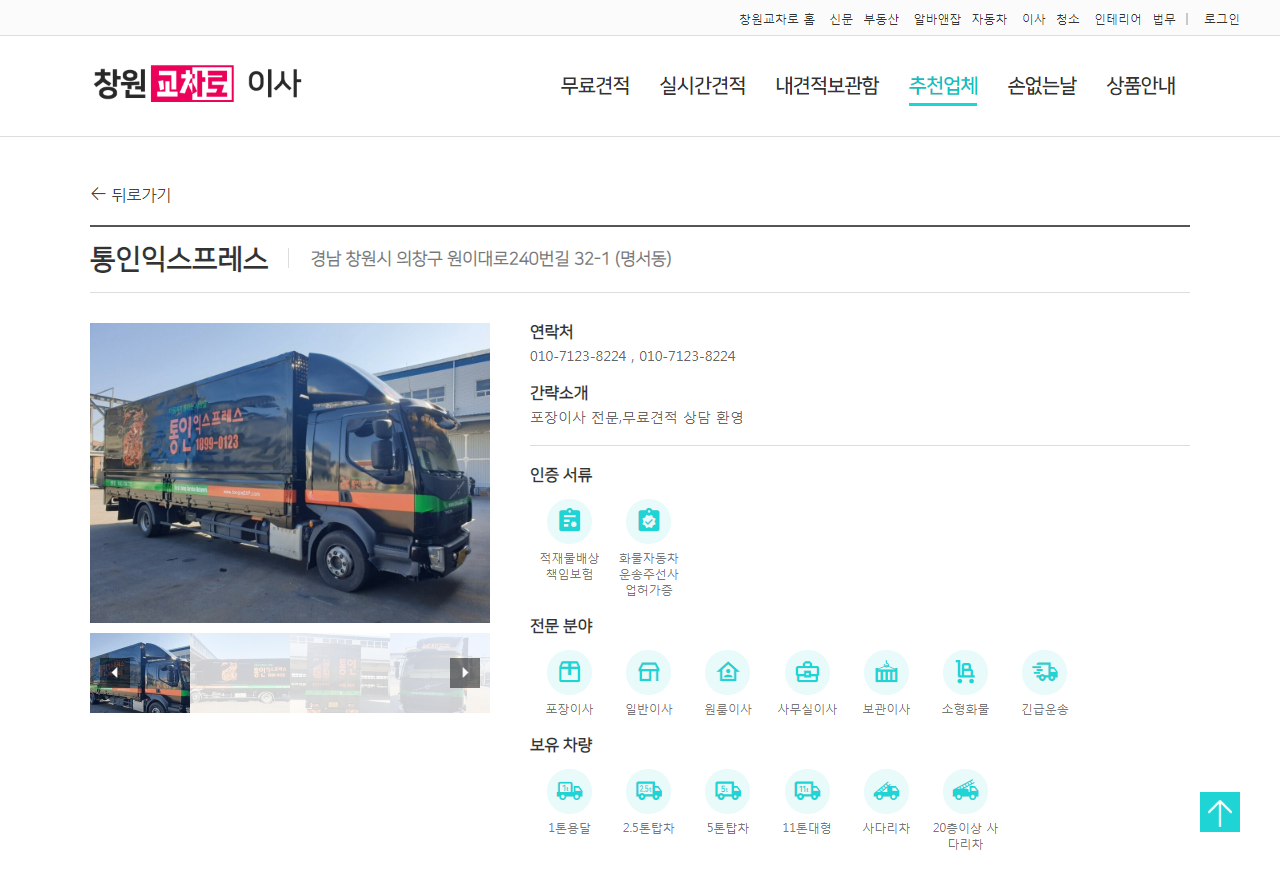 창원교차로 홈 신문 부동산 알바앤잡 자동차 이사 청소 인테리어 법무 | 로그인
창원교차로 이사
무료견적 실시간견적 내견적보관함 추천업체 손없는날 상품안내
← 뒤로가기
통인익스프레스 경남 창원시 의창구 원이대로240번길 32-1 (명서동)
통인익스프레스
1899-0123
연락처
010-7123-8224 , 010-7123-8224
간략소개
포장이사 전문,무료견적 상담 환영
인증 서류
적재물배상
책임보험
화물자동차
운송주선사
업허가증
전문 분야
포장이사 일반이사 원룸이사 사무실이사 보관이사 소형화물 긴급운송
보유 차량
1t 2.5t 5t 11t
1톤용달 2.5톤탑차 5톤탑차 11톤대형 사다리차 20층이상 사
다리차